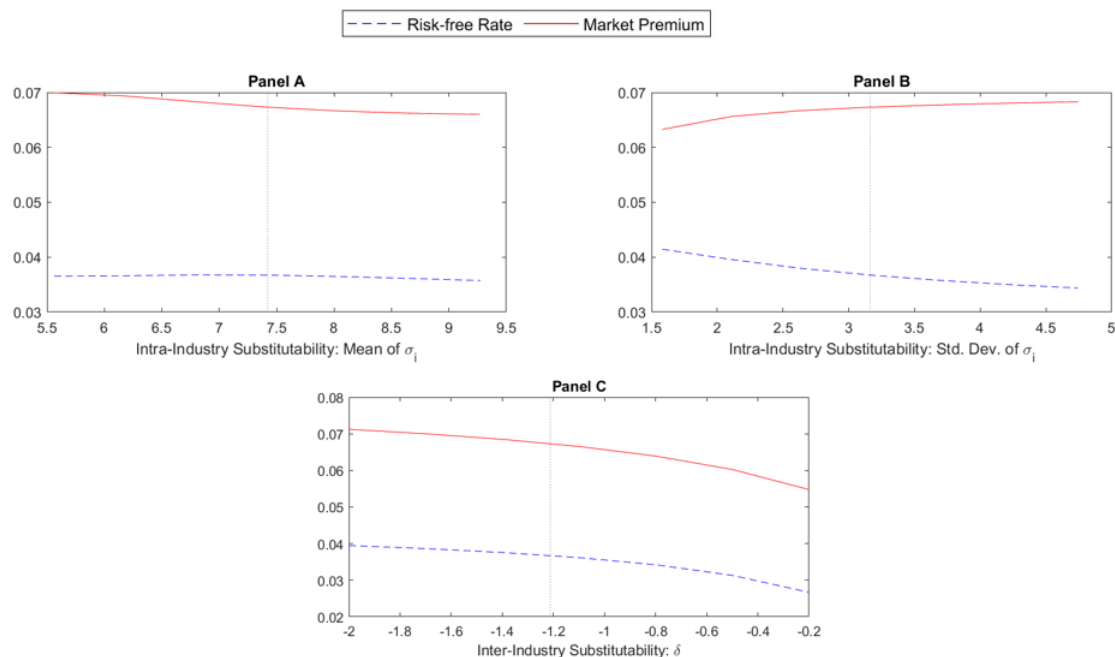 Risk-free Rate Market Premium
Panel A
0.07
0.06
0.05
0.04
0.03
5.5 6 6.5 7 7.5 8 8.5 9 9.5
Intra-Industry Substitutability: Mean of σi
Panel B
0.07
0.06
0.05
0.04
0.03
1.5 2 2.5 3 3.5 4 4.5 5
Intra-Industry Substitutability: Std. Dev. of σi
Panel C
0.08
0.07
0.06
0.05
0.04
0.03
0.02
-2 -1.8 -1.6 -1.4 -1.2 -1 -0.8 -0.6 -0.4 -0.2
Inter-Industry Substitutability: δ